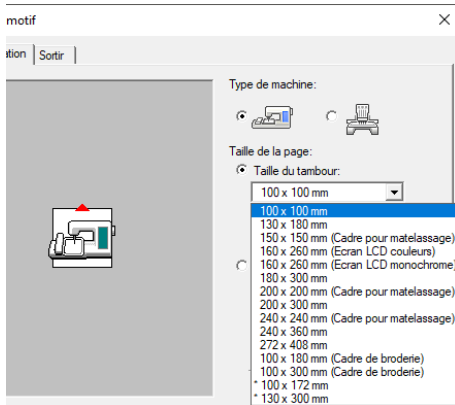 motif
ation
Sortir
Type de machine:
Taille de la page:
Taille du tambour:
100 x 100 mm
100 x 100 mm
130 x 180 mm
150 x 150 mm (Cadre pour matelassage)
160 x 260 mm (Ecran LCD couleurs)
160 x 260 mm (Ecran LCD monochrome)
180 x 300 mm
200 x 200 mm (Cadre pour matelassage)
200 x 300 mm
240 x 240 mm (Cadre pour matelassage)
240 x 360 mm
272 x 408 mm
100 x 180 mm (Cadre de broderie)
100 x 300 mm (Cadre de broderie)
* 100 x 172 mm
* 130 x 300 mm